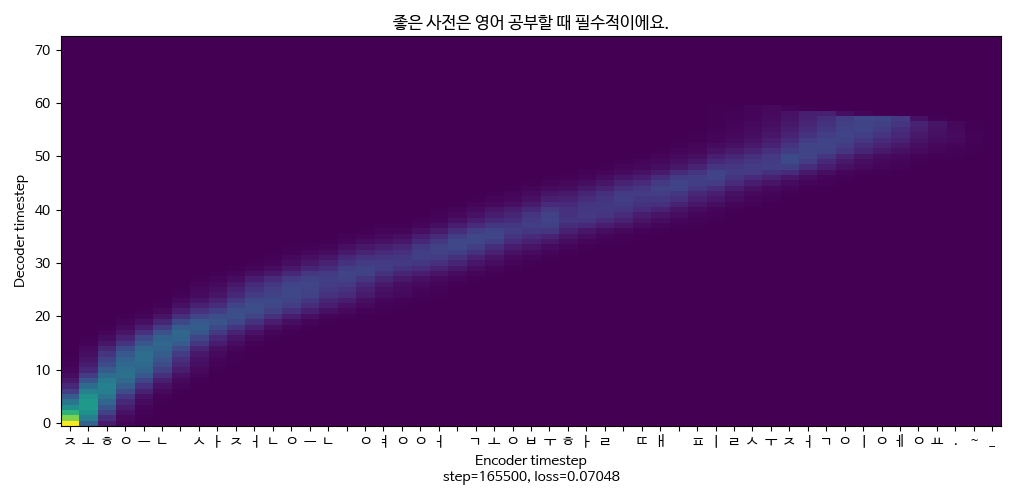 좋은 사전은 영어 공부할 때 필수적이에요.
70
60
50
40
30
20
10
0
Decoder timestep
ㅈ ㅗ ㅎ ㅇ ㅡ ㄴ ㅅ ㅏ ㅈ ㅓ ㄴ ㅇ ㅡ ㄴ ㅇ ㅕ ㅇ ㅇ ㅓ ㄱ ㅗ ㅇ ㅂ ㅜ ㅎ ㅏ ㄹ ㄸ ㅐ ㅍ ㅣ ㄹ ㅅ ㅜ ㅈ ㅓ ㄱ ㅇ ㅣ ㅇ ㅔ ㅇ ㅛ . ~ _
Encoder timestep
step=165500, loss=0.07048